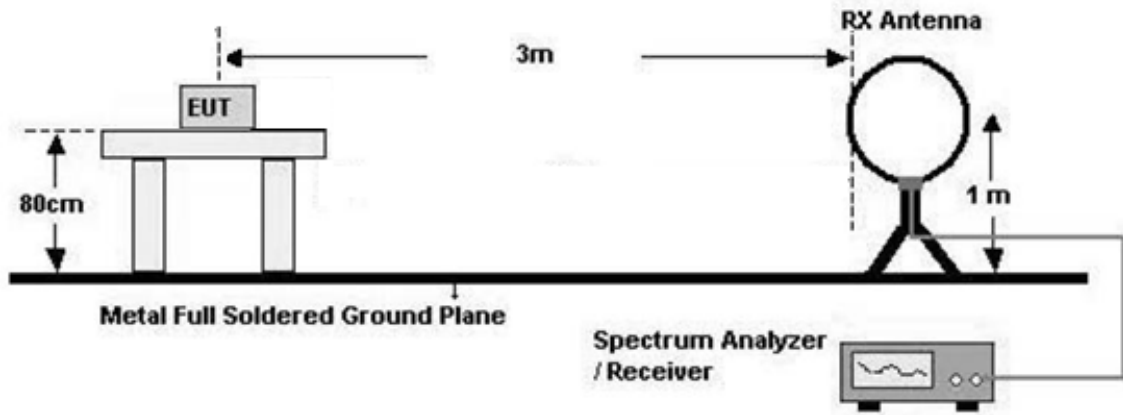 RX Antenna
3m
EUT
80cm
1 m
Metal Full Soldered Ground Plane
Spectrum Analyzer
/ Receiver